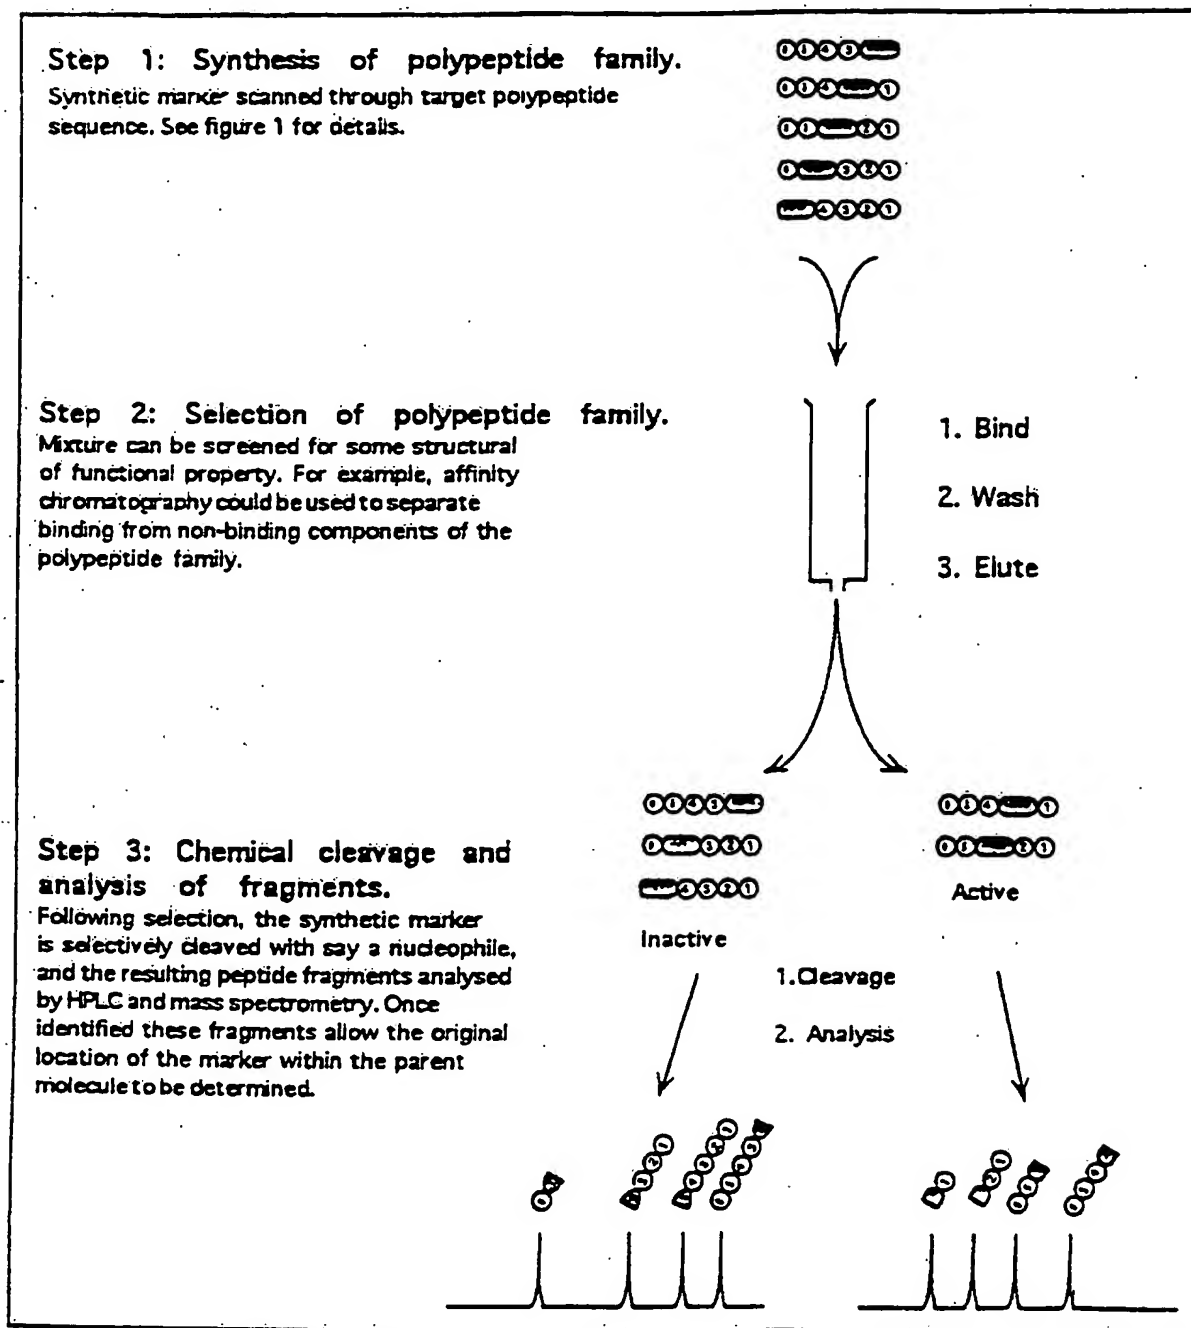 Step 1: Synthesis of polypeptide family.
Synthetic marker scanned through target polypeptide
sequence. See figure 1 for details.
Step 2: Selection of polypeptide family.
Mixture can be screened for some structural
of functional property. For example, affinity
chromatography could be used to separate
binding from non-binding components of the
polypeptide family.
1. Bind
2. Wash
3. Elute
Step 3: Chemical cleavage and
analysis of fragments.
Following selection, the synthetic marker
is selectively cleaved with say a nucleophile,
and the resulting peptide fragments analysed
by HPLC and mass spectrometry. Once
identified these fragments allow the original
location of the marker within the parent
molecule to be determined.
Inactive
Active
1.Cleavage
2. Analysis